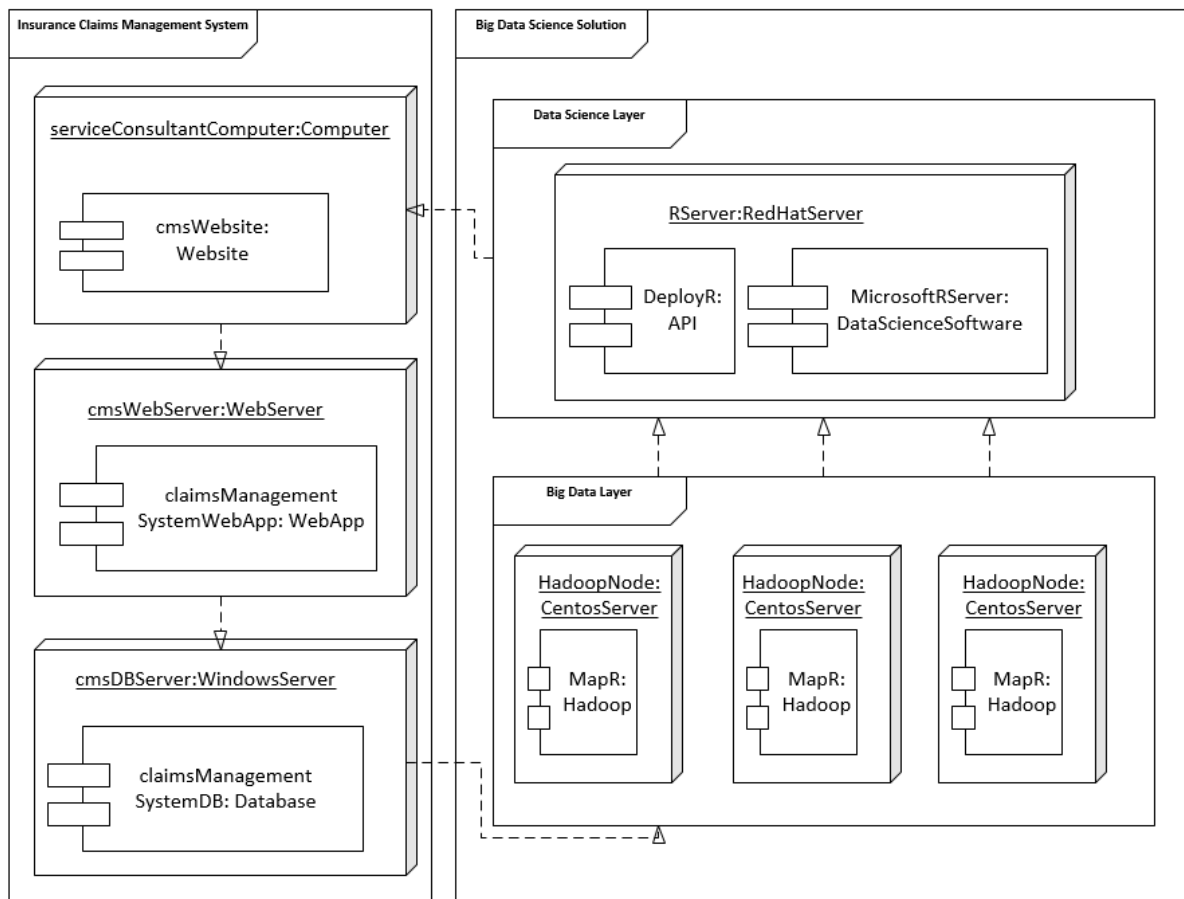 Insurance Claims Management System
serviceConsultantComputer:Computer
cmsWebsite:
Website
cmsWebServer:WebServer
claimsManagement
SystemWebApp: WebApp
cmsDBServer:WindowsServer
claimsManagement
SystemDB: Database
Big Data Science Solution
Data Science Layer
RServer:RedHatServer
DeployR:
API
MicrosoftRServer:
DataScienceSoftware
Big Data Layer
HadoopNode:
CentosServer
MapR:
Hadoop
HadoopNode:
CentosServer
MapR:
Hadoop
HadoopNode:
CentosServer
MapR:
Hadoop